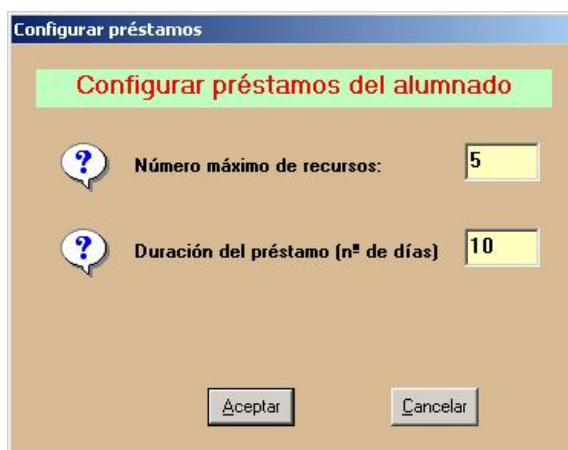 Configurar préstamos
Configurar préstamos del alumnado
? Número máximo de recursos: 5
? Duración del préstamo (nº de días) 10
Aceptar Cancelar